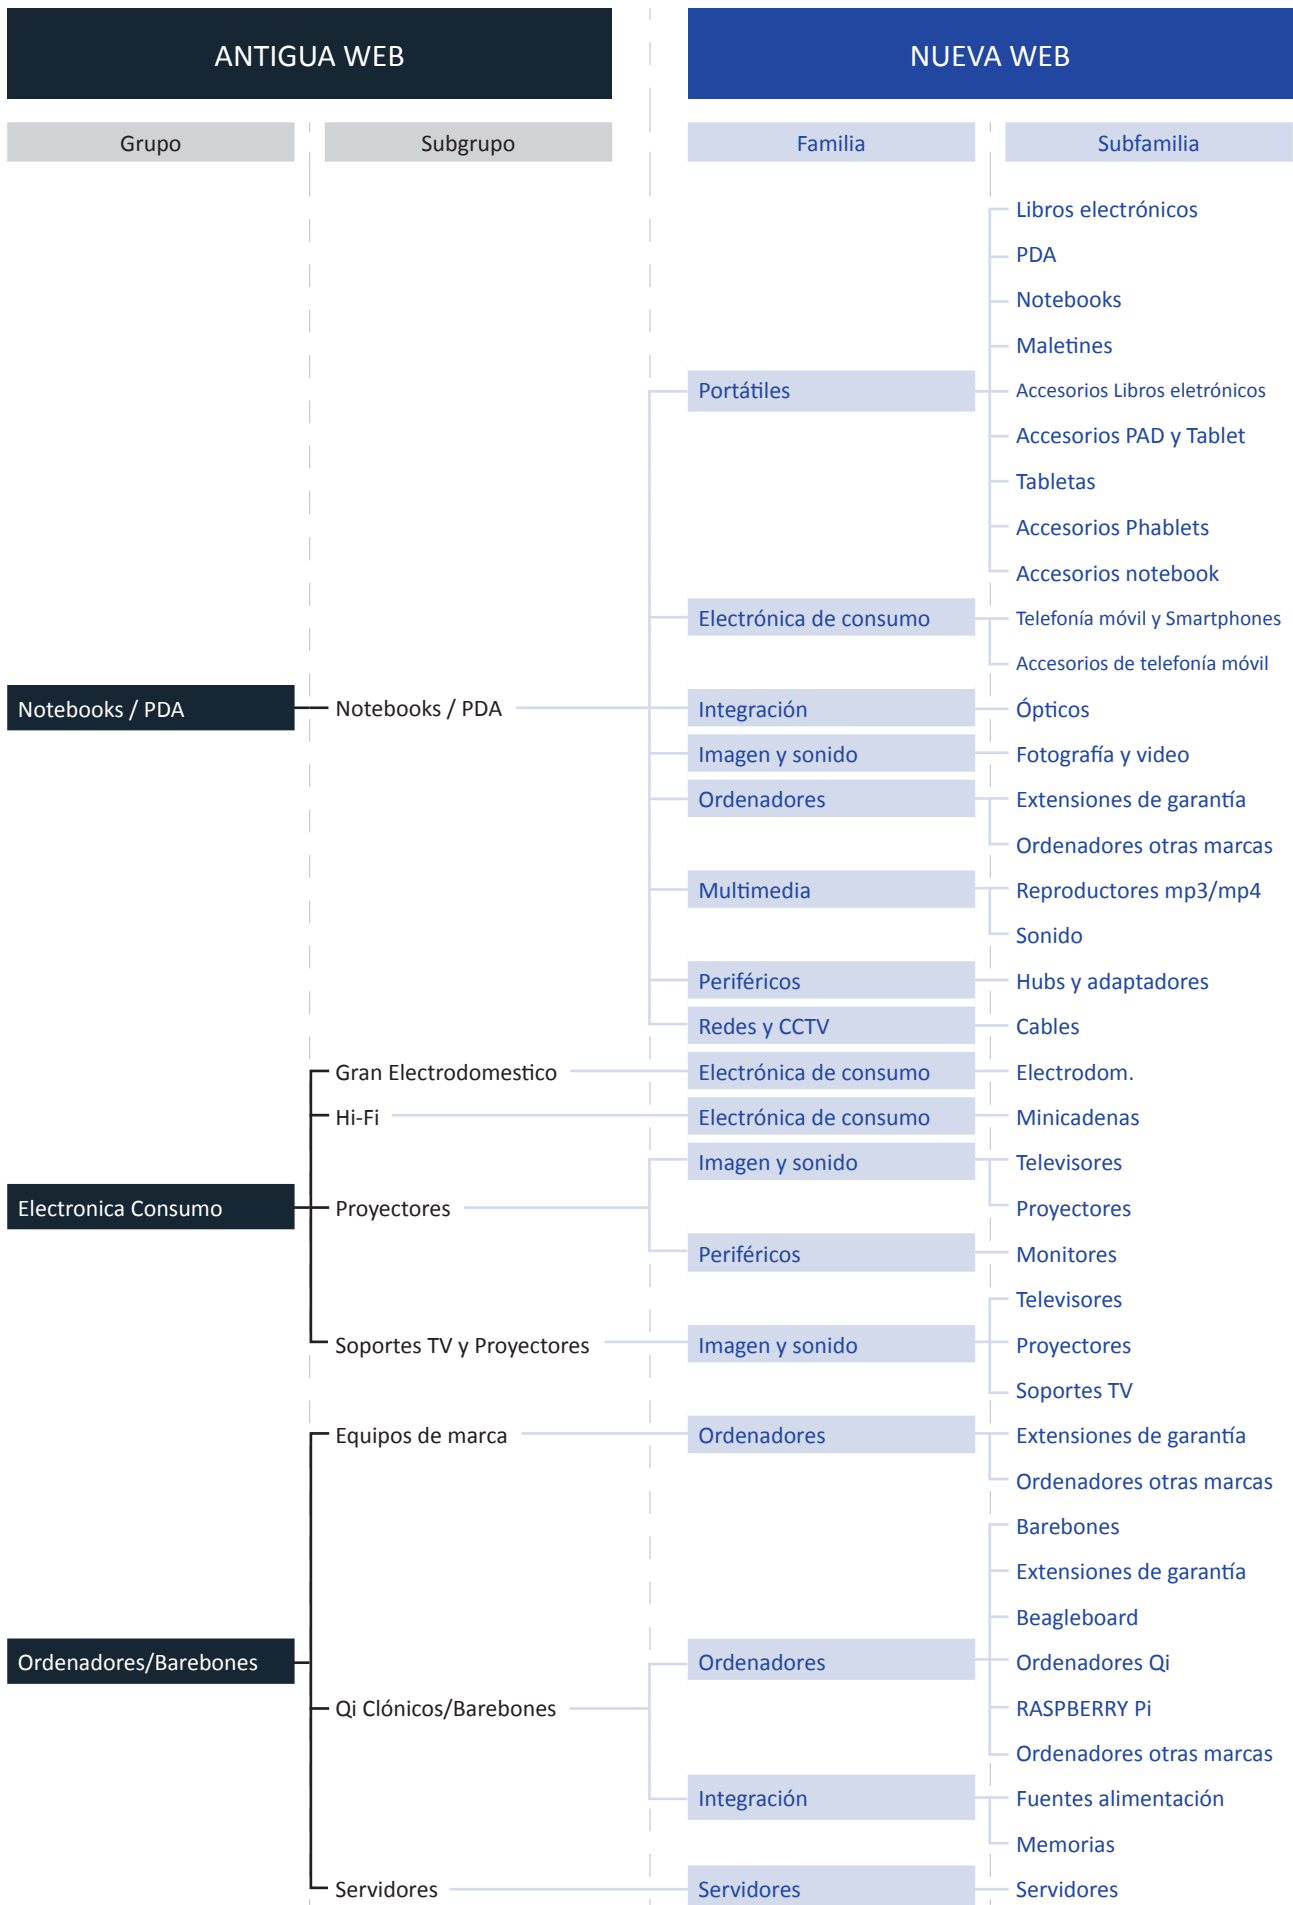 ANTIGUA WEB
NUEVA WEB
Grupo
Subgrupo
Familia
Subfamilia
Libros electrónicos
PDA
Notebooks
Maletines
Portátiles
Accesorios Libros eletrónicos
Accesorios PAD y Tablet
Tabletas
Accesorios Phablets
Accesorios notebook
Electrónica de consumo
Telefonía móvil y Smartphones
Accesorios de telefonía móvil
Notebooks / PDA
Notebooks / PDA
Integración
Ópticos
Imagen y sonido
Fotografía y video
Ordenadores
Extensiones de garantía
Ordenadores otras marcas
Multimedia
Reproductores mp3/mp4
Sonido
Periféricos
Hubs y adaptadores
Redes y CCTV
Cables
Gran Electrodomestico
Electrónica de consumo
Electrodom.
Hi-Fi
Electrónica de consumo
Minicadenas
Imagen y sonido
Televisores
Electronica Consumo
Proyectores
Proyectores
Periféricos
Monitores
Televisores
Soportes TV y Proyectores
Imagen y sonido
Proyectores
Soportes TV
Equipos de marca
Ordenadores
Extensiones de garantía
Ordenadores otras marcas
Barebones
Extensiones de garantía
Beagleboard
Ordenadores/Barebones
Ordenadores
Ordenadores Qi
Qi Clónicos/Barebones
RASPBERRY Pi
Ordenadores otras marcas
Integración
Fuentes alimentación
Memorias
Servidores
Servidores
Servidores